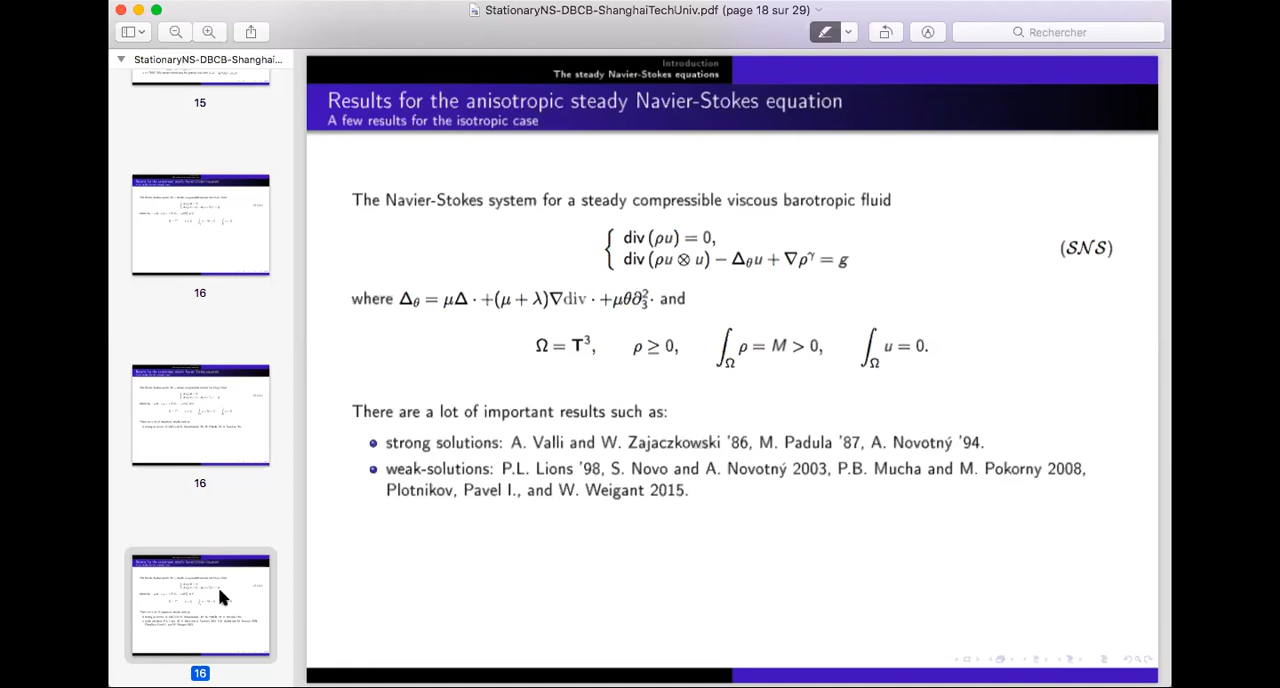 StationaryNS-DBCB-ShanghaiTechUniv.pdf (page 18 sur 29)
Rechercher
StationaryNS-DBCB-Shanghai...
15
16
16
16
Introduction
The steady Navier-Stokes equations
Results for the anisotropic steady Navier-Stokes equation
A few results for the isotropic case
The Navier-Stokes system for a steady compressible viscous barotropic fluid
div (ρu) = 0,
div (ρu ⊗ u) − Δ_θ u + ∇ρ^γ = g
(SNS)
where Δ_θ = μΔ · +(μ + λ)∇div · +μθ∂₃²· and
Ω = T³, ρ ≥ 0, ∫_Ω ρ = M > 0, ∫_Ω u = 0.
There are a lot of important results such as:
strong solutions: A. Valli and W. Zajaczkowski '86, M. Padula '87, A. Novotný '94.
weak-solutions: P.L. Lions '98, S. Novo and A. Novotný 2003, P.B. Mucha and M. Pokorny 2008,
Plotnikov, Pavel I., and W. Weigant 2015.